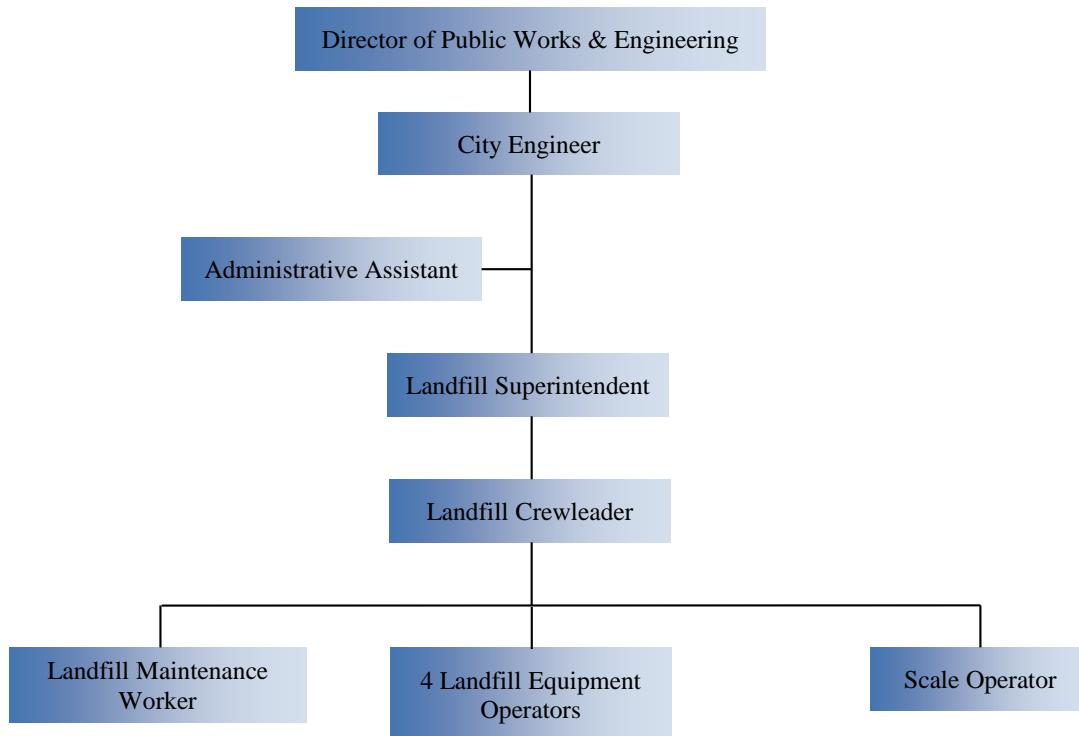 Director of Public Works & Engineering
City Engineer
Administrative Assistant
Landfill Superintendent
Landfill Crewleader
Landfill Maintenance
Worker
4 Landfill Equipment
Operators
Scale Operator